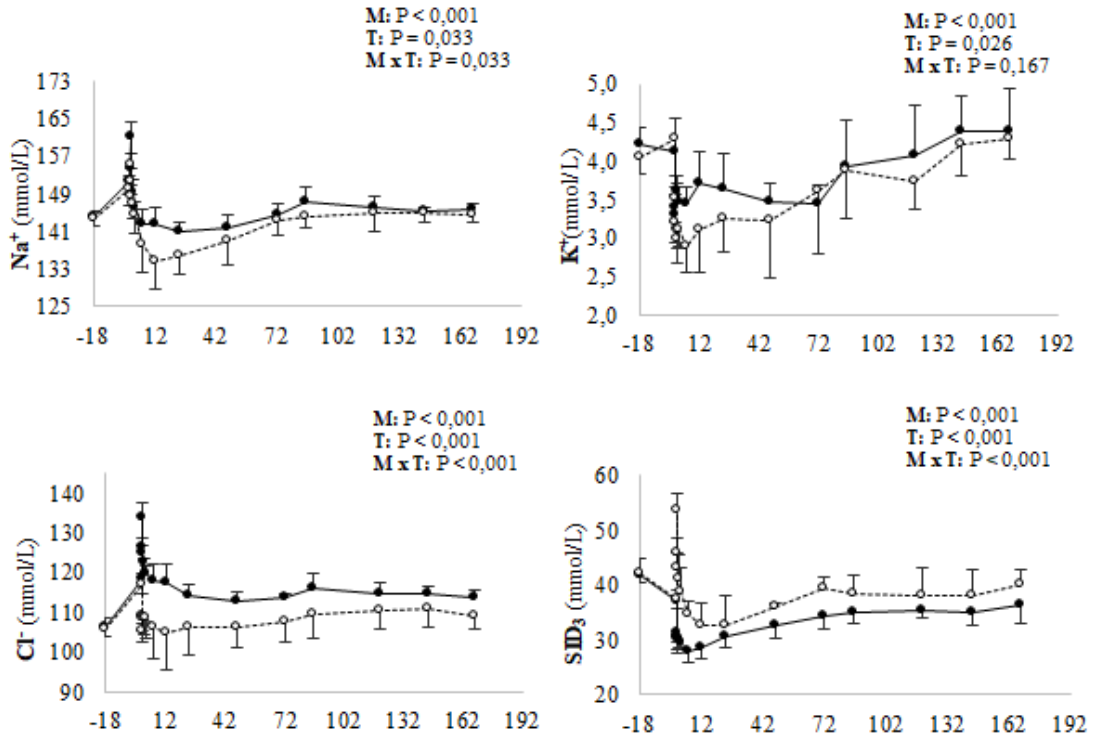 M: P < 0,001
T: P = 0,033
M x T: P = 0,033
173
165
157
149
141
133
125
Na⁺ (mmol/L)
-18 12 42 72 102 132 162 192
M: P < 0,001
T: P = 0,026
M x T: P = 0,167
5,0
4,5
4,0
3,5
3,0
2,5
2,0
K⁺(mmol/L)
-18 12 42 72 102 132 162 192
M: P < 0,001
T: P < 0,001
M x T: P < 0,001
140
130
120
110
100
90
Cl⁻ (mmol/L)
-18 12 42 72 102 132 162 192
M: P < 0,001
T: P < 0,001
M x T: P < 0,001
60
50
40
30
20
SID₃ (mmol/L)
-18 12 42 72 102 132 162 192